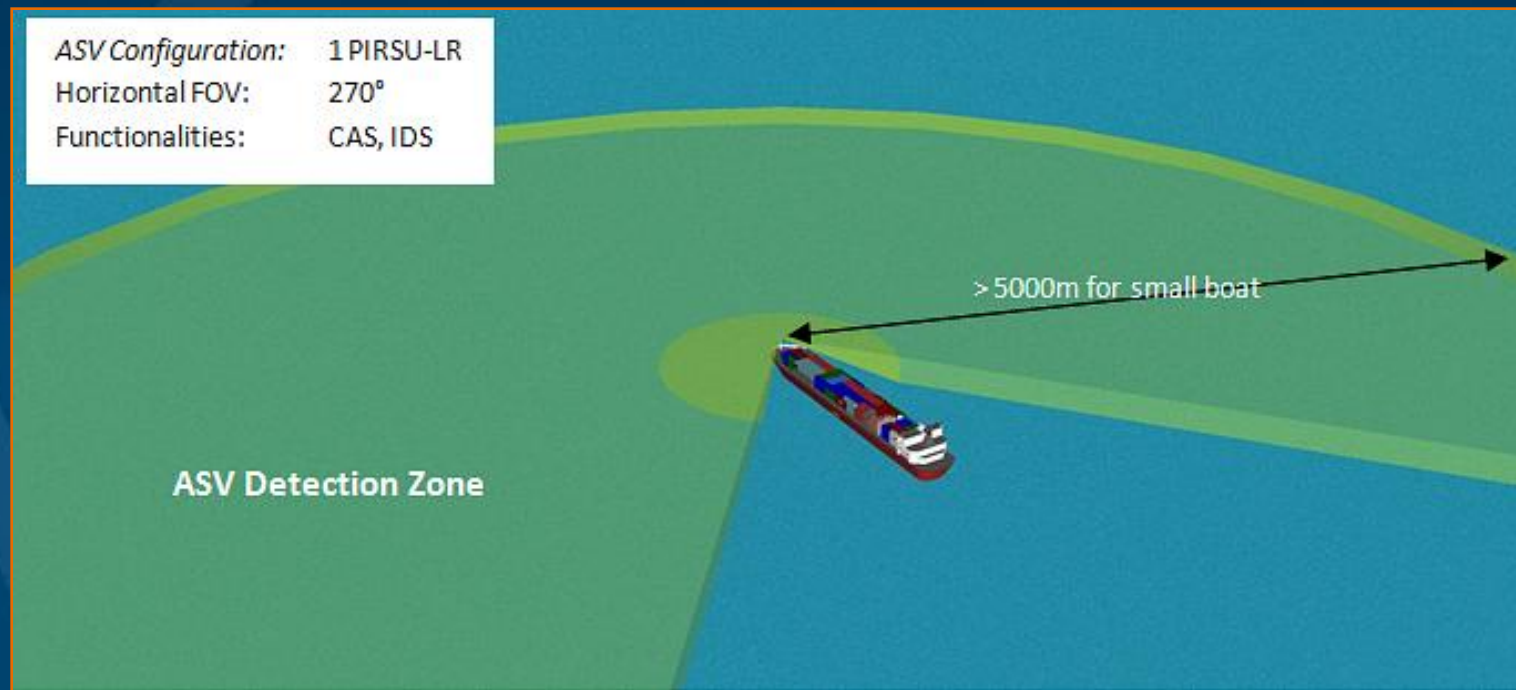 ASV Configuration: 1 PIRSU-LR
Horizontal FOV: 270°
Functionalities: CAS, IDS
> 5000m for small boat
ASV Detection Zone